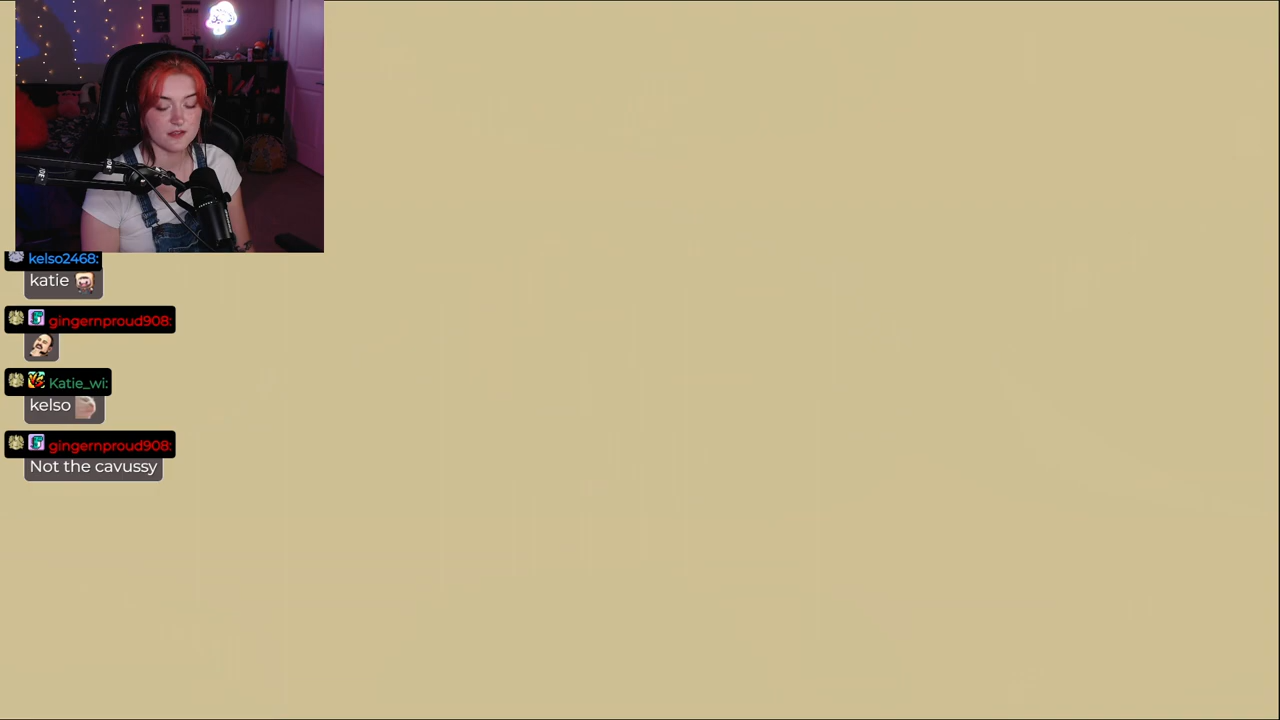 kelso2468:
katie
gingernproud908:
Katie_wi:
kelso
gingernproud908:
Not the cavussy